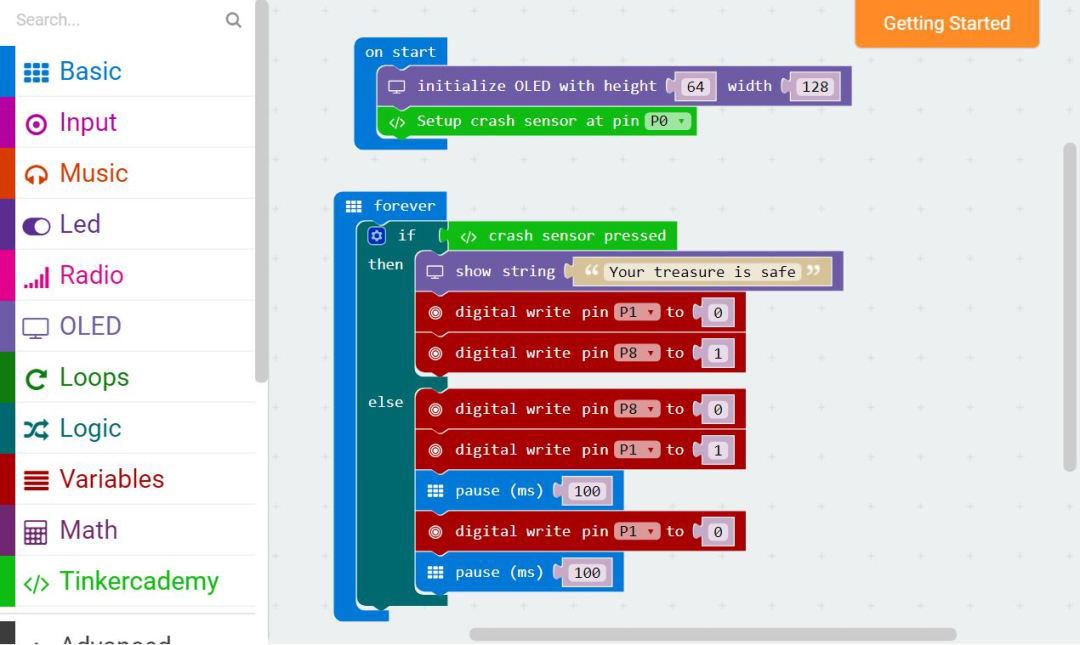 Search...
Getting Started
Basic
Input
Music
Led
Radio
OLED
Loops
Logic
Variables
Math
Tinkercademy
Advanced
on start
initialize OLED with height 64 width 128
Setup crash sensor at pin P0
forever
if crash sensor pressed
then show string “ Your treasure is safe ”
digital write pin P1 to 0
digital write pin P8 to 1
else digital write pin P8 to 0
digital write pin P1 to 1
pause (ms) 100
digital write pin P1 to 0
pause (ms) 100